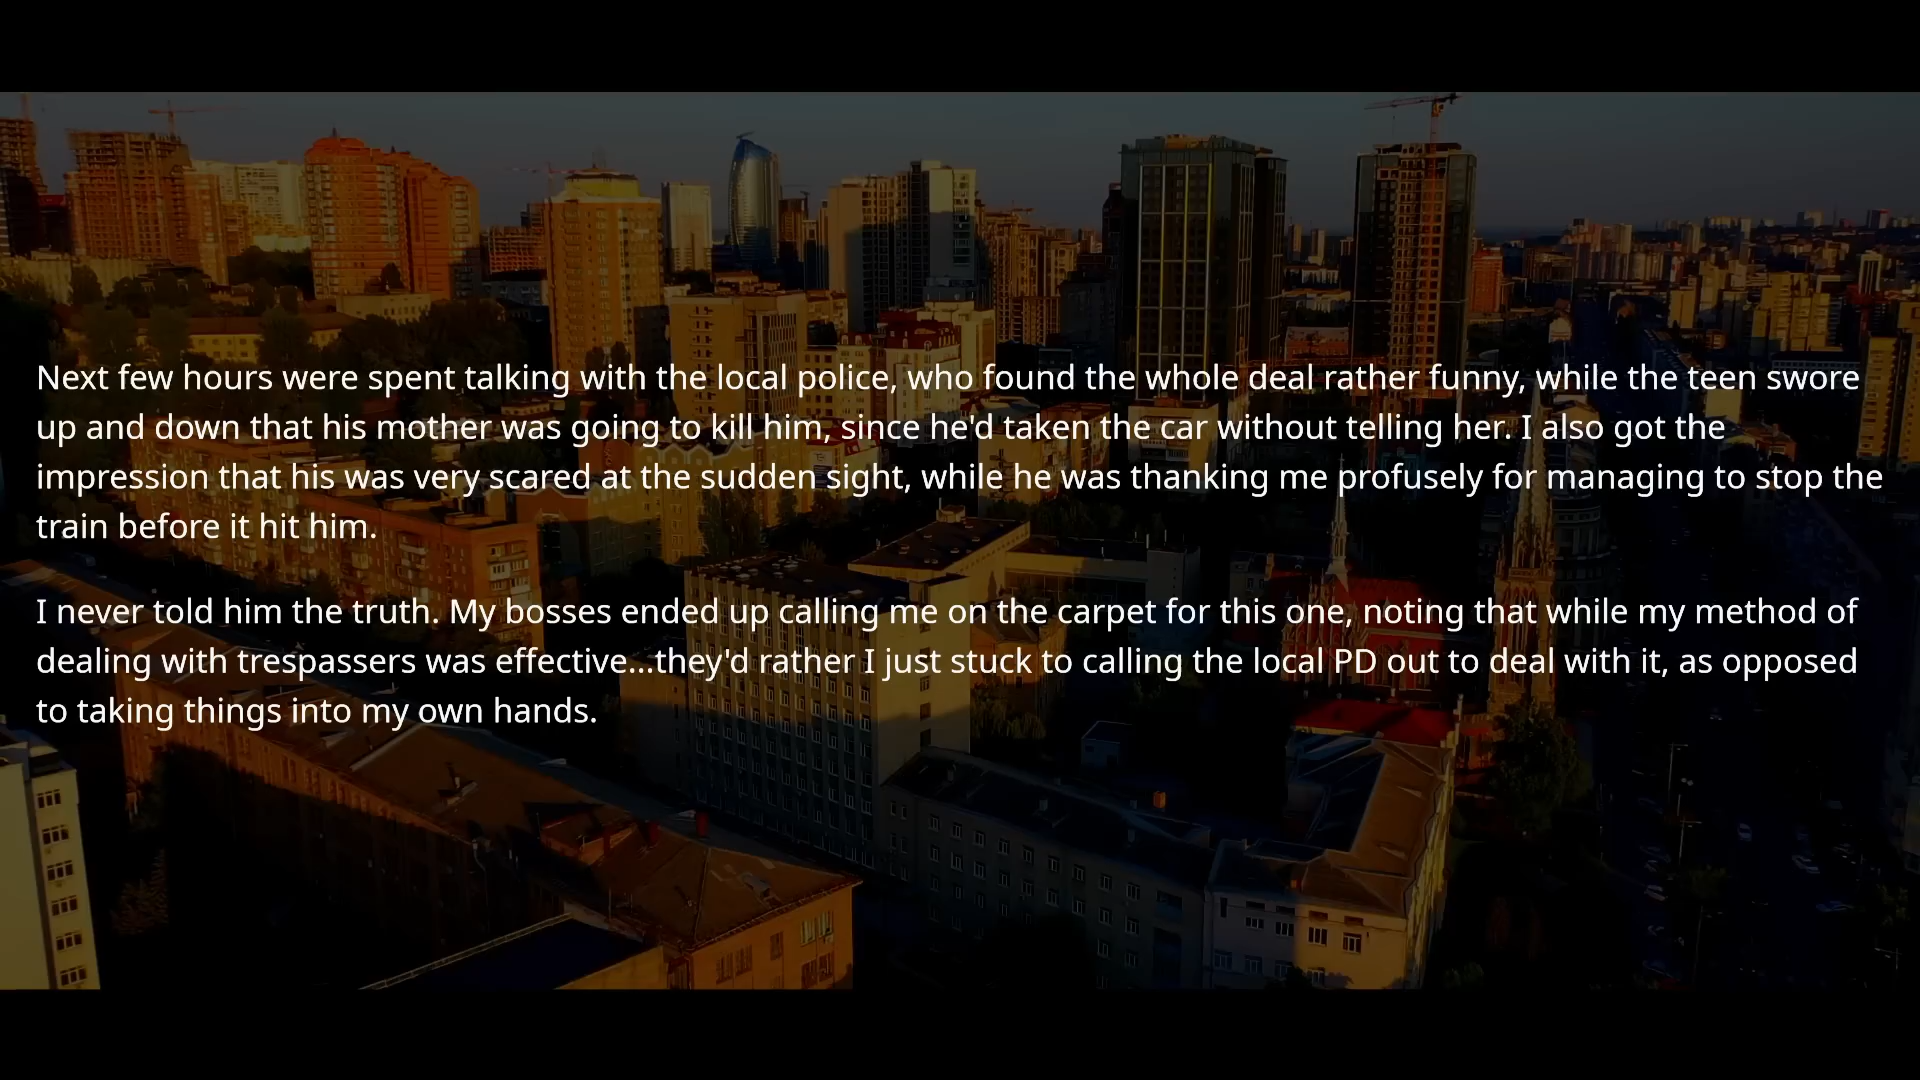 Next few hours were spent talking with the local police, who found the whole deal rather funny, while the teen swore
up and down that his mother was going to kill him, since he'd taken the car without telling her. I also got the
impression that his was very scared at the sudden sight, while he was thanking me profusely for managing to stop the
train before it hit him.
I never told him the truth. My bosses ended up calling me on the carpet for this one, noting that while my method of
dealing with trespassers was effective...they'd rather I just stuck to calling the local PD out to deal with it, as opposed
to taking things into my own hands.